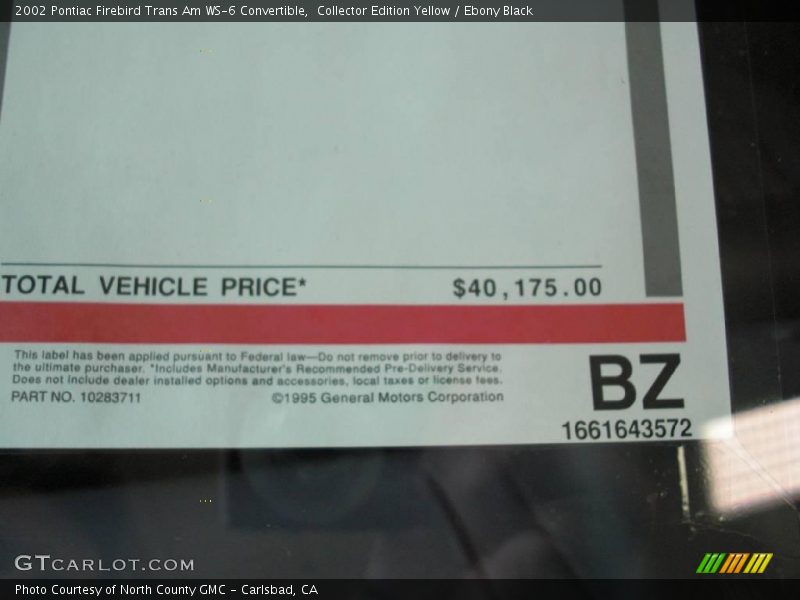 2002 Pontiac Firebird Trans Am WS-6 Convertible,  Collector Edition Yellow / Ebony Black
TOTAL VEHICLE PRICE* $40,175.00
This label has been applied pursuant to Federal law—Do not remove prior to delivery to
the ultimate purchaser. *Includes Manufacturer's Recommended Pre-Delivery Service.
Does not include dealer installed options and accessories, local taxes or license fees.
PART NO. 10283711 ©1995 General Motors Corporation
BZ
1661643572
GTCARLOT.COM
Photo Courtesy of North County GMC - Carlsbad, CA